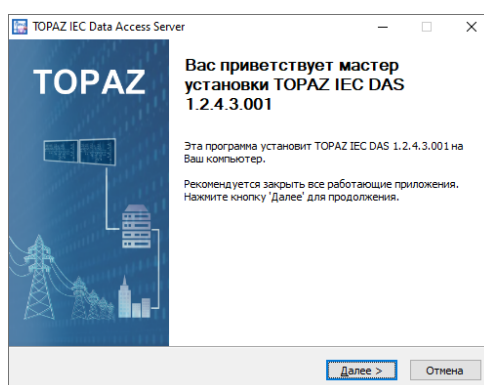 TOPAZ IEC Data Access Server
TOPAZ
Вас приветствует мастер
установки TOPAZ IEC DAS
1.2.4.3.001
Эта программа установит TOPAZ IEC DAS 1.2.4.3.001 на
Ваш компьютер.
Рекомендуется закрыть все работающие приложения.
Нажмите кнопку 'Далее' для продолжения.
Далее >
Отмена